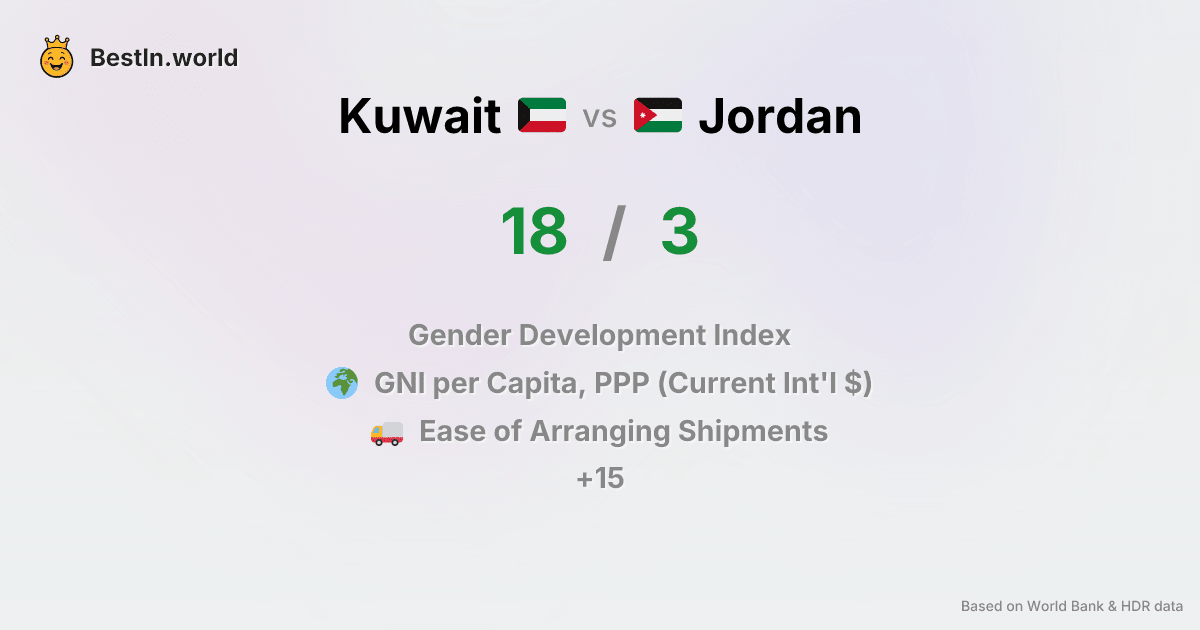 BestIn.world
Kuwait vs Jordan
18 / 3
Gender Development Index
GNI per Capita, PPP (Current Int'l $)
Ease of Arranging Shipments
+15
Based on World Bank & HDR data